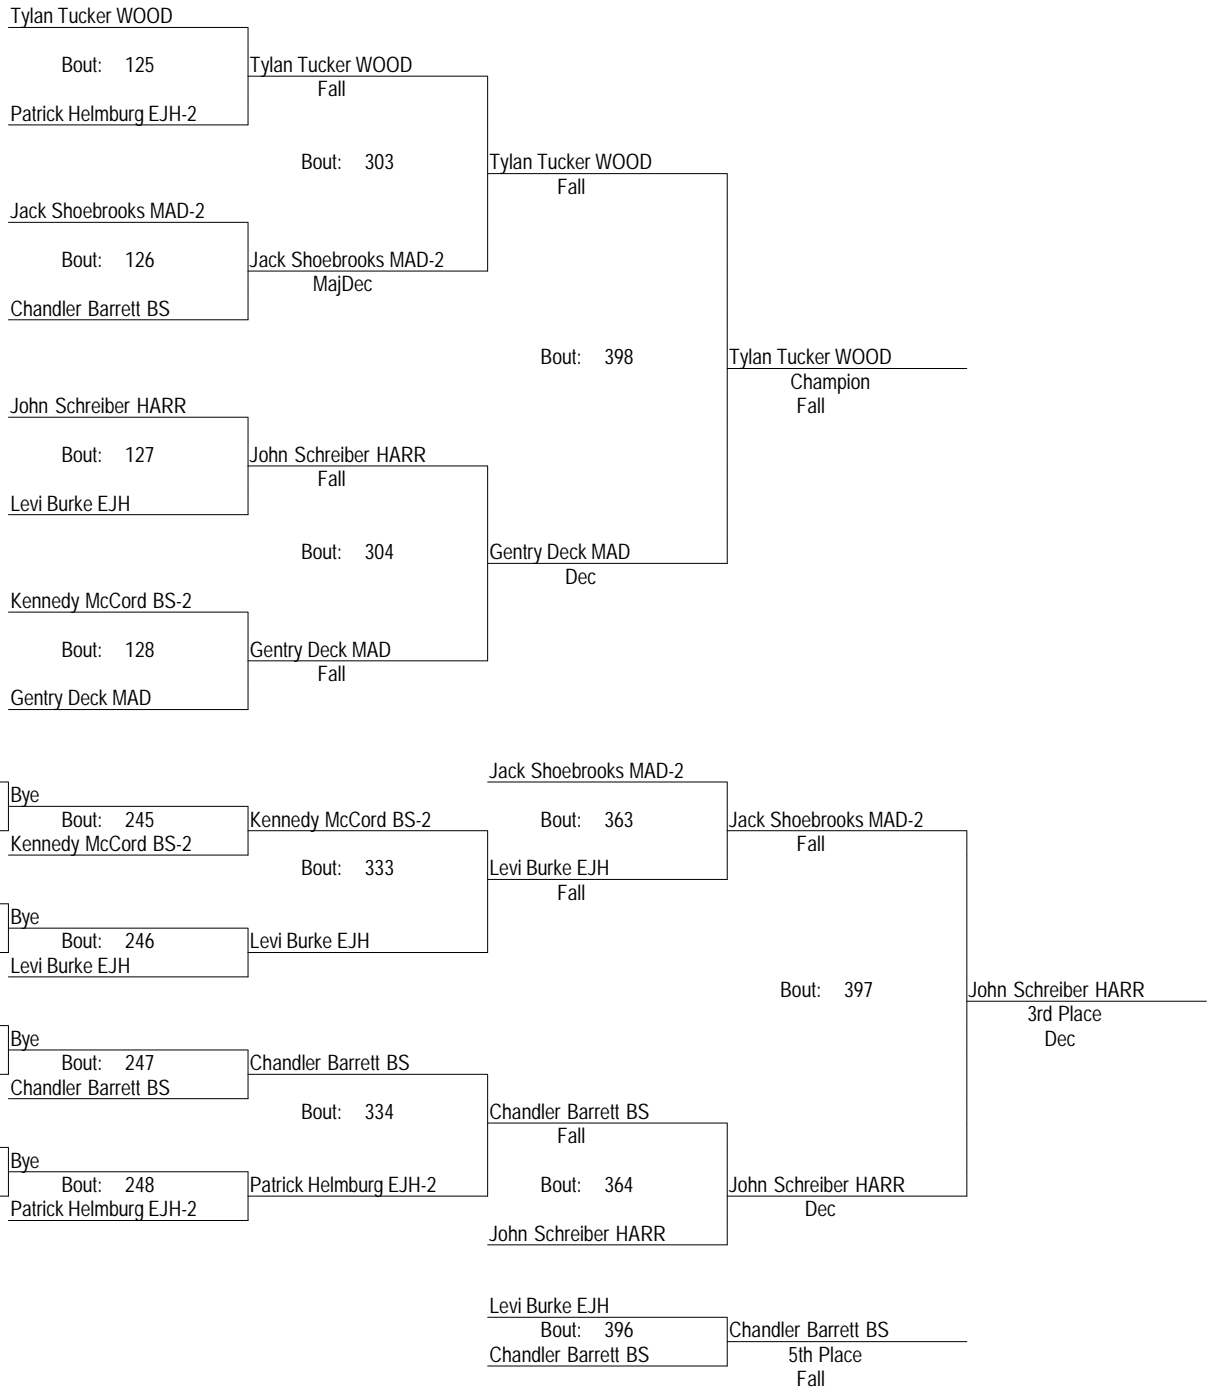 Tylan Tucker WOOD
Bout: 125
Tylan Tucker WOOD
Fall
Patrick Helmburg EJH-2
Bout: 303
Tylan Tucker WOOD
Fall
Jack Shoebrooks MAD-2
Bout: 126
Jack Shoebrooks MAD-2
MajDec
Chandler Barrett BS
Bout: 398
Tylan Tucker WOOD
Champion
Fall
John Schreiber HARR
Bout: 127
John Schreiber HARR
Fall
Levi Burke EJH
Bout: 304
Gentry Deck MAD
Dec
Kennedy McCord BS-2
Bout: 128
Gentry Deck MAD
Fall
Gentry Deck MAD
Jack Shoebrooks MAD-2
Bye
Bout: 245
Kennedy McCord BS-2
Bout: 363
Jack Shoebrooks MAD-2
Fall
Kennedy McCord BS-2
Bout: 333
Levi Burke EJH
Fall
Bye
Bout: 246
Levi Burke EJH
Levi Burke EJH
Bout: 397
John Schreiber HARR
3rd Place
Dec
Bye
Bout: 247
Chandler Barrett BS
Chandler Barrett BS
Bout: 334
Chandler Barrett BS
Fall
Bye
Bout: 248
Patrick Helmburg EJH-2
Bout: 364
John Schreiber HARR
Dec
Patrick Helmburg EJH-2
John Schreiber HARR
Levi Burke EJH
Bout: 396
Chandler Barrett BS
Chandler Barrett BS
5th Place
Fall